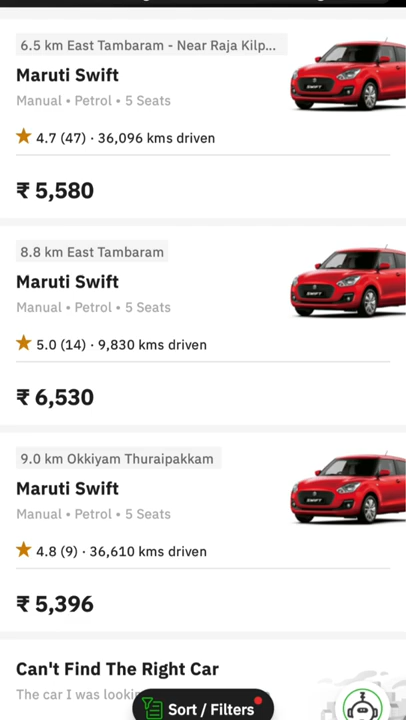 6.5 km East Tambaram - Near Raja Kilp...
Maruti Swift
Manual • Petrol • 5 Seats
4.7 (47) · 36,096 kms driven
₹ 5,580
8.8 km East Tambaram
Maruti Swift
Manual • Petrol • 5 Seats
5.0 (14) · 9,830 kms driven
₹ 6,530
9.0 km Okkiyam Thuraipakkam
Maruti Swift
Manual • Petrol • 5 Seats
4.8 (9) · 36,610 kms driven
₹ 5,396
Can't Find The Right Car
The car I was lookin
Sort / Filters